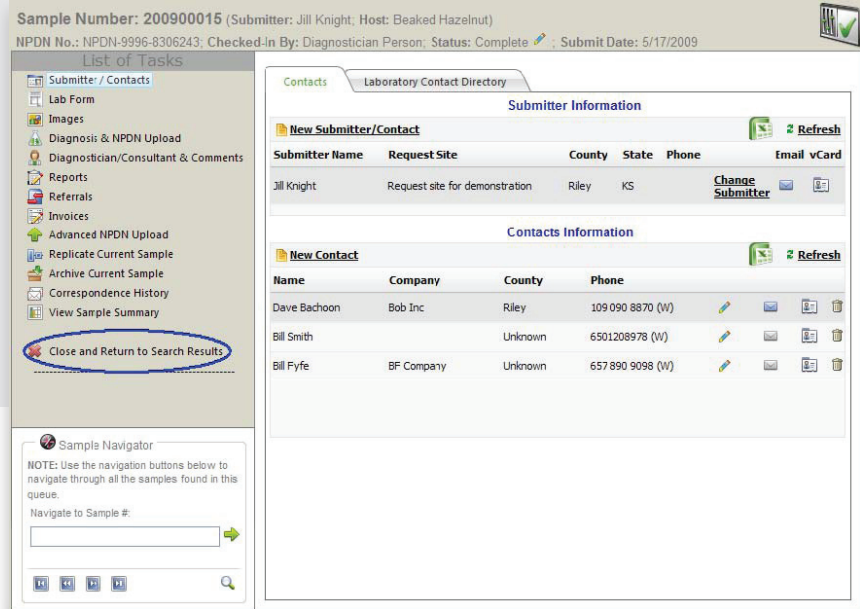 Sample Number: 200900015 (Submitter: Jill Knight; Host: Beaked Hazelnut)
NPDN No.: NPDN-9996-8306243; Checked-In By: Diagnostician Person; Status: Complete ; Submit Date: 5/17/2009
List of Tasks
Submitter / Contacts
Lab Form
Images
Diagnosis & NPDN Upload
Diagnostician/Consultant & Comments
Reports
Referrals
Invoices
Advanced NPDN Upload
Replicate Current Sample
Archive Current Sample
Correspondence History
View Sample Summary
Close and Return to Search Results
Sample Navigator
NOTE: Use the navigation buttons below to
navigate through all the samples found in this
queue.
Navigate to Sample #:
Contacts Laboratory Contact Directory
Submitter Information
New Submitter/Contact Refresh
Submitter Name Request Site County State Phone Email vCard
Jill Knight Request site for demonstration Riley KS Change
Submitter
Contacts Information
New Contact Refresh
Name Company County Phone
Dave Bachoon Bob Inc Riley 109 090 8870 (W)
Bill Smith Unknown 6501208978 (W)
Bill Fyfe BF Company Unknown 657 890 9098 (W)